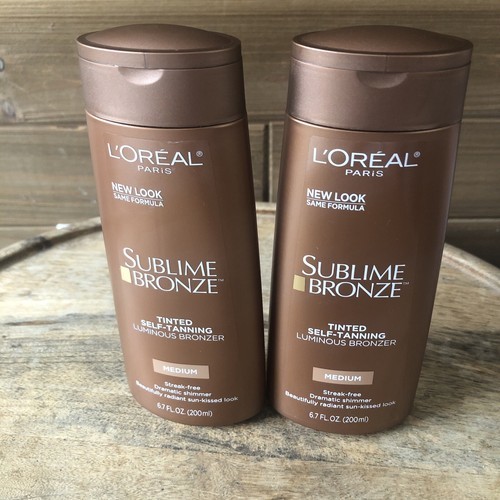 L'ORÉAL®
PARIS
NEW LOOK
SAME FORMULA
SUBLIME
BRONZE™
TINTED
SELF-TANNING
LUMINOUS BRONZER
MEDIUM
Streak-free
Dramatic shimmer
Beautifully radiant sun-kissed look
6.7 FL. OZ. (200ml)
L'ORÉAL®
PARIS
NEW LOOK
SAME FORMULA
SUBLIME
BRONZE™
TINTED
SELF-TANNING
LUMINOUS BRONZER
MEDIUM
Streak-free
Dramatic shimmer
Beautifully radiant sun-kissed look
6.7 FL. OZ. (200ml)